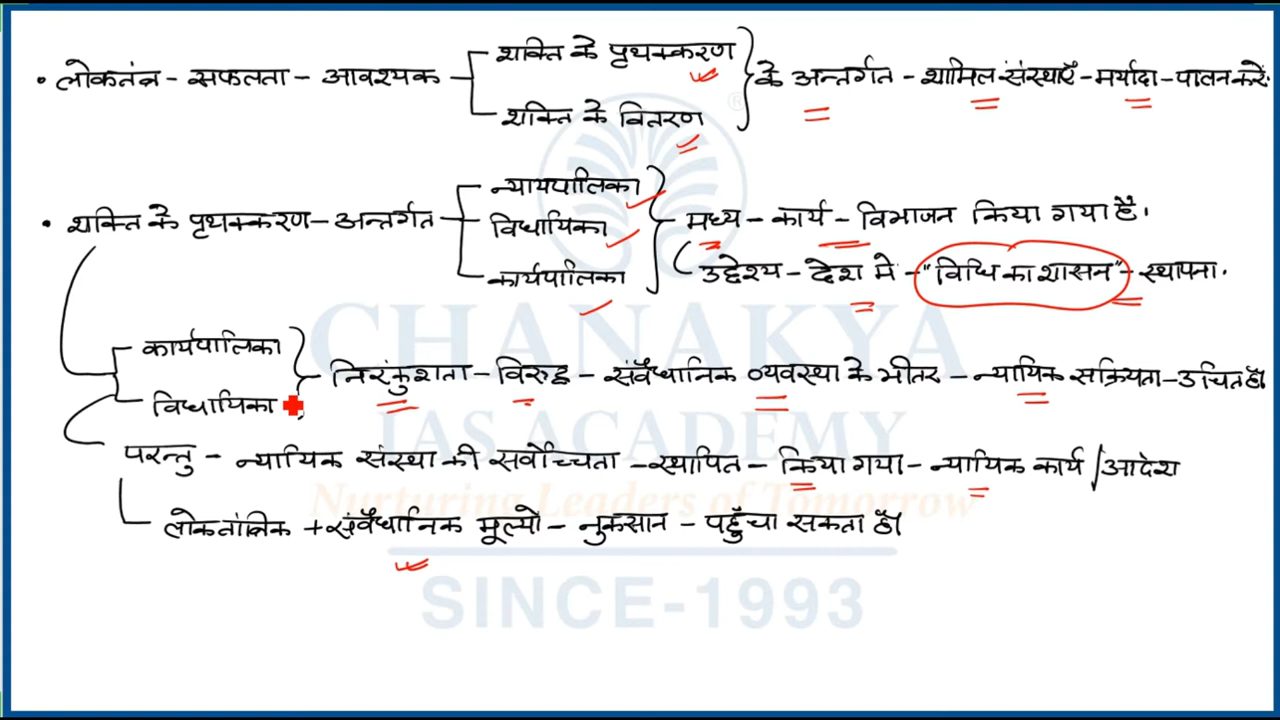 • लोकतंत्र - सफलता - आवश्यक
शक्ति के पृथक्करण
शक्ति के वितरण
के अन्तर्गत - शामिल संस्थाएँ - मर्यादा - पालन करें।
• शक्ति के पृथक्करण - अन्तर्गत
न्यायपालिका
विधायिका
कार्यपालिका
मध्य - कार्य - विभाजन किया गया है.
उद्देश्य - देश में - "विधि का शासन" - स्थापना.
कार्यपालिका
विधायिका
निरंकुशता - विरुद्ध - संवैधानिक व्यवस्था के भीतर - न्यायिक सक्रियता - उचित है।
परन्तु - न्यायिक संस्था की सर्वोच्चता - स्थापित - किया गया - न्यायिक कार्य / आदेश
लोकतांत्रिक + संवैधानिक मूल्यों - नुकसान - पहुँचा सकता है।
CHANAKYA
IAS ACADEMY
Nurturing Leaders of Tomorrow
SINCE-1993
®